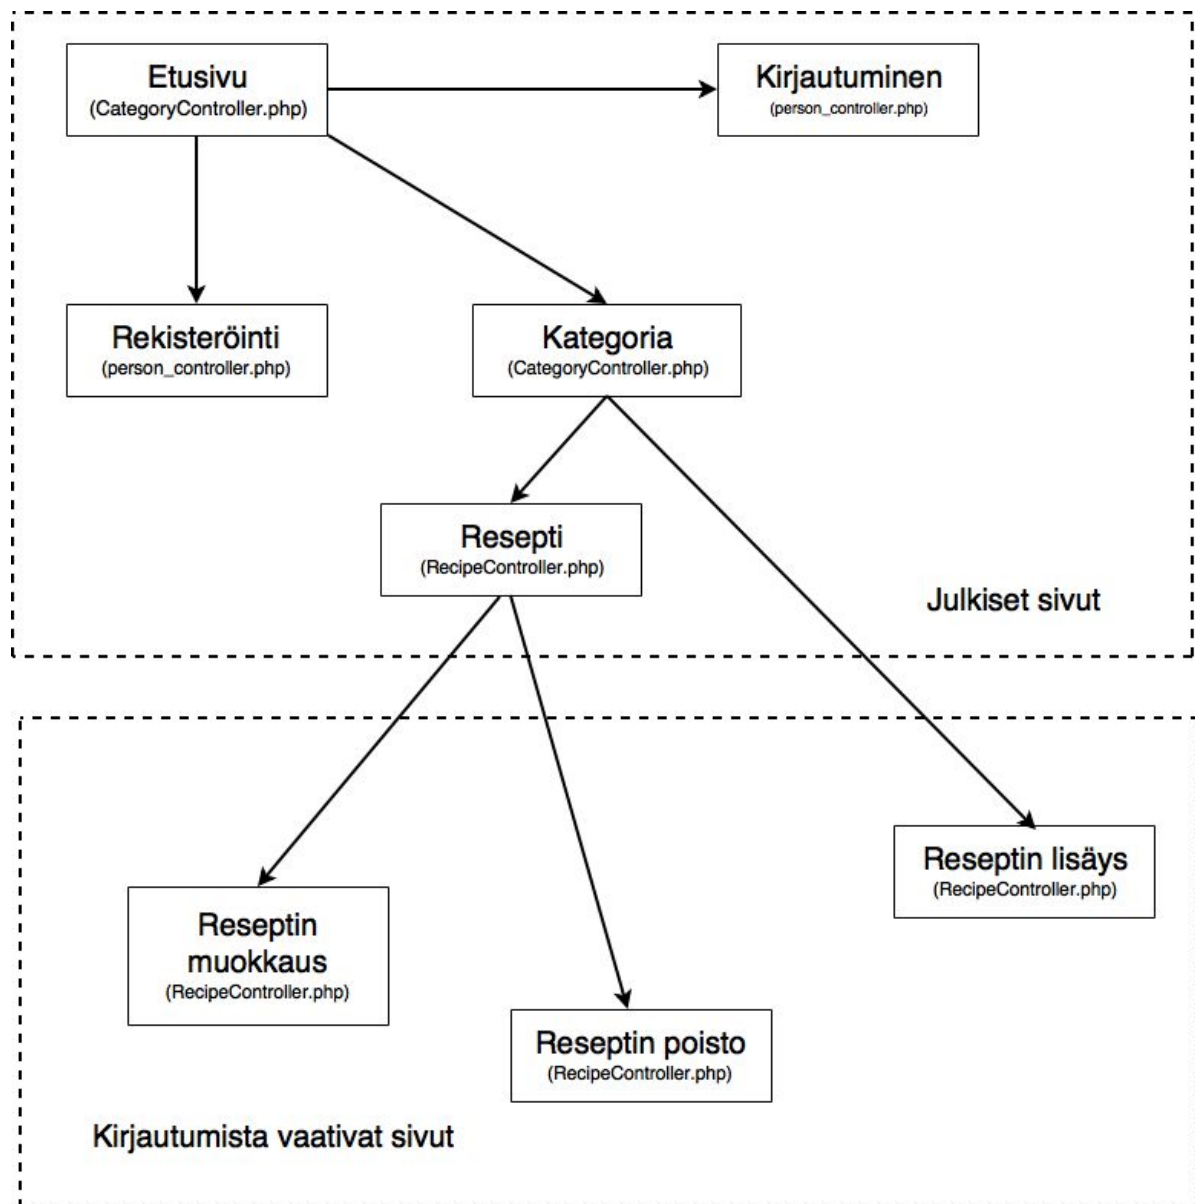 Etusivu
(CategoryController.php)
Kirjautuminen
(person_controller.php)
Rekisteröinti
(person_controller.php)
Kategoria
(CategoryController.php)
Resepti
(RecipeController.php)
Julkiset sivut
Reseptin lisäys
(RecipeController.php)
Reseptin
muokkaus
(RecipeController.php)
Reseptin poisto
(RecipeController.php)
Kirjautumista vaativat sivut